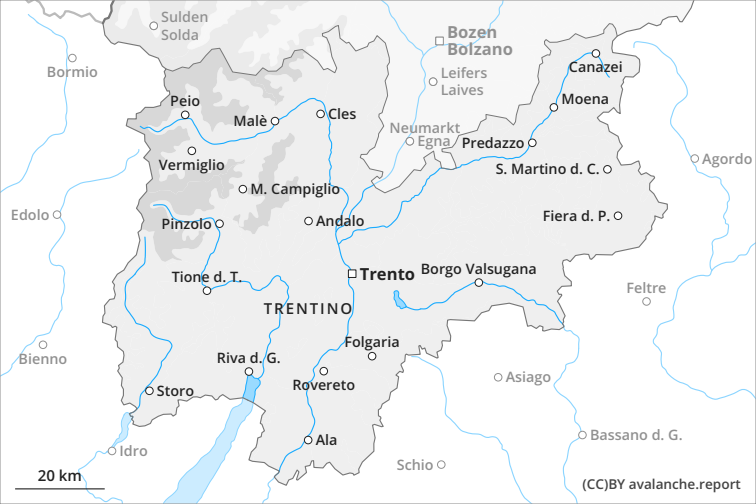 Sulden
Solda
Bozen
Bolzano
Bormio
Canazei
Leifers
Laives
Peio
Moena
Malè
Cles
Neumarkt
Egna
Predazzo
Vermiglio
Agordo
S. Martino d. C.
M. Campiglio
Edolo
Pinzolo
Andalo
Fiera d. P.
Tione d. T.
Trento
Borgo Valsugana
Feltre
TRENTINO
Folgaria
Bienno
Riva d. G.
Rovereto
Asiago
Storo
Ala
Bassano d. G.
Idro
Schio
20 km
(CC)BY avalanche.report